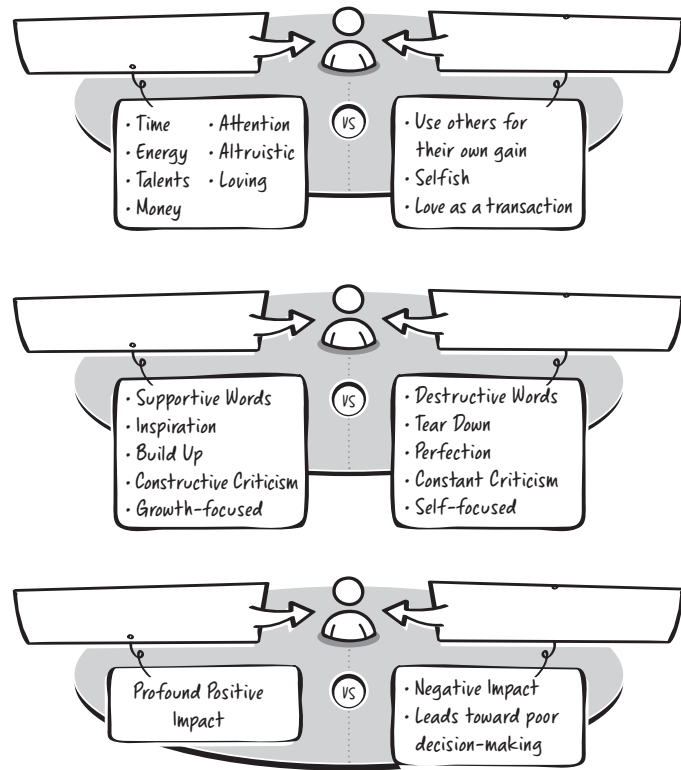 · Time
· Energy
· Talents
· Money
· Attention
· Altruistic
· Loving
VS
· Use others for
their own gain
· Selfish
· Love as a transaction
· Supportive Words
· Inspiration
· Build Up
· Constructive Criticism
· Growth-focused
VS
· Destructive Words
· Tear Down
· Perfection
· Constant Criticism
· Self-focused
Profound Positive
Impact
VS
· Negative Impact
· Leads toward poor
decision-making